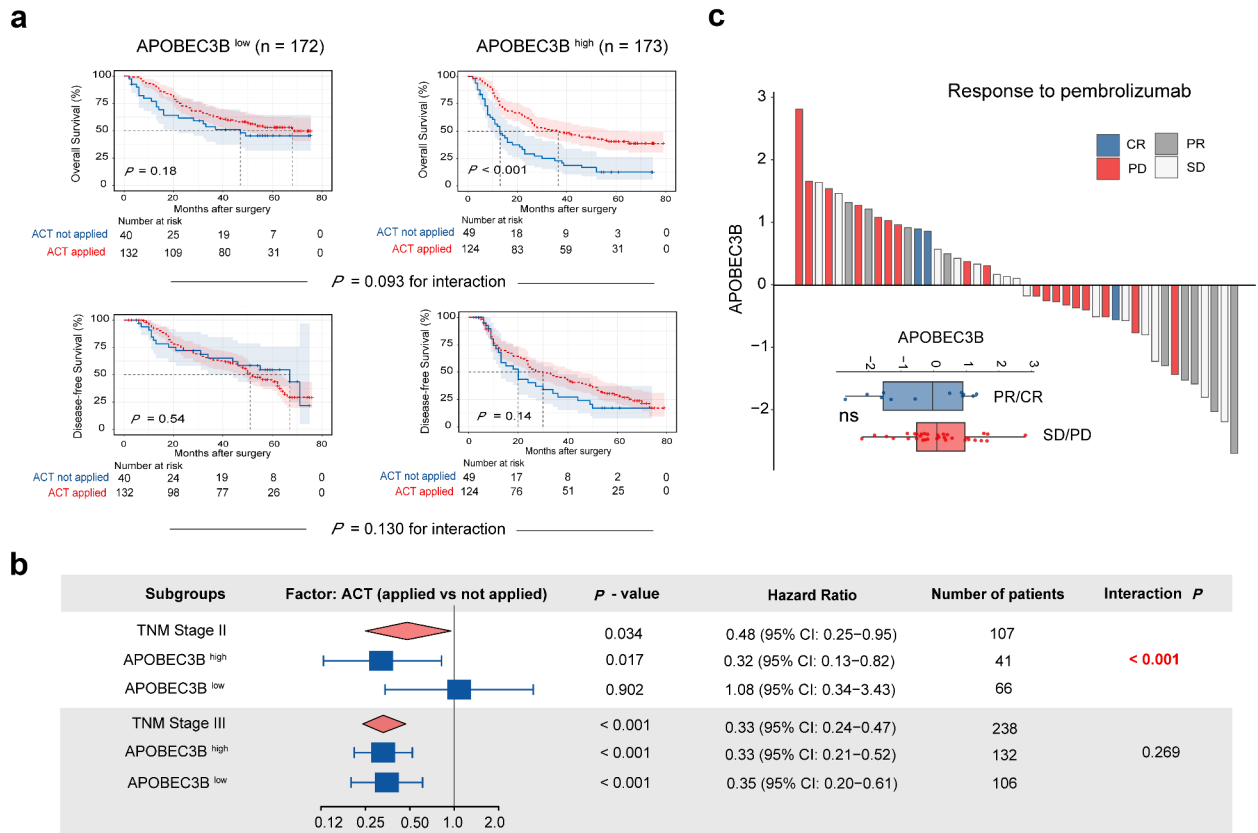 a
APOBEC3B low (n = 172)
APOBEC3B high (n = 173)
Overall Survival (%)
100
75
50
25
0
P = 0.18
0 20 40 60 80
Months after surgery
Number at risk
ACT not applied 40 25 19 7 0
ACT applied 132 109 80 31 0
Overall Survival (%)
100
75
50
25
0
P < 0.001
0 20 40 60 80
Months after surgery
Number at risk
ACT not applied 49 18 9 3 0
ACT applied 124 83 59 31 0
P = 0.093 for interaction
Disease-free Survival (%)
100
75
50
25
0
P = 0.54
0 20 40 60 80
Months after surgery
Number at risk
ACT not applied 40 24 19 8 0
ACT applied 132 98 77 26 0
Disease-free Survival (%)
100
75
50
25
0
P = 0.14
0 20 40 60 80
Months after surgery
Number at risk
ACT not applied 49 17 8 2 0
ACT applied 124 76 51 25 0
P = 0.130 for interaction
c
Response to pembrolizumab
CR PR
PD SD
APOBEC3B
3
2
1
0
−1
−2
APOBEC3B
−2 −1 0 1 2 3
PR/CR
ns
SD/PD
b
Subgroups Factor: ACT (applied vs not applied) P - value Hazard Ratio Number of patients Interaction P
TNM Stage II 0.034 0.48 (95% CI: 0.25−0.95) 107
APOBEC3B high 0.017 0.32 (95% CI: 0.13−0.82) 41 < 0.001
APOBEC3B low 0.902 1.08 (95% CI: 0.34−3.43) 66
TNM Stage III < 0.001 0.33 (95% CI: 0.24−0.47) 238
APOBEC3B high < 0.001 0.33 (95% CI: 0.21−0.52) 132 0.269
APOBEC3B low < 0.001 0.35 (95% CI: 0.20−0.61) 106
0.12 0.25 0.50 1.0 2.0